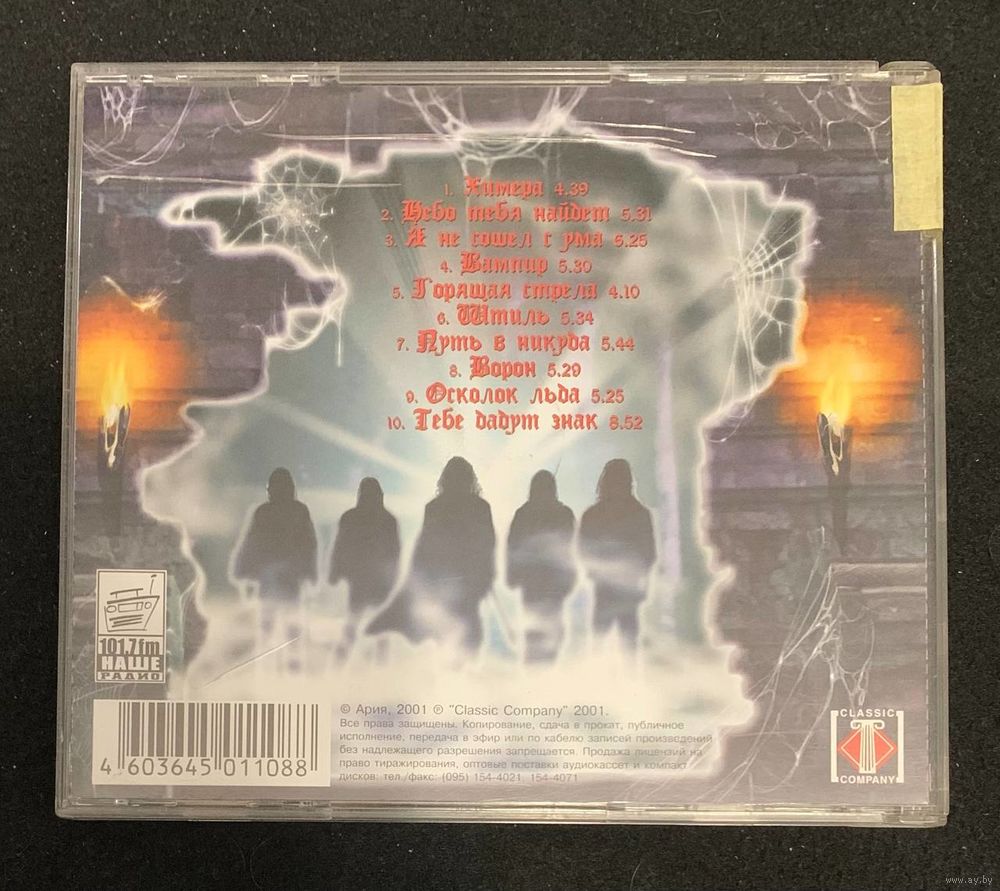 1. Химера 4.39
2. Небо тебя найдет 5.31
3. Я не сошел с ума 5.25
4. Вампир 5.30
5. Горящая стрела 4.10
6. Штиль 5.34
7. Путь в никуда 5.44
8. Ворон 5.29
9. Осколок льда 5.25
10. Тебе дадут знак 8.52
101,7fm
НАШЕ
РАДИО
4 603645 011088
© Ария, 2001 ℗ "Classic Company" 2001.
Все права защищены. Копирование, сдача в прокат, публичное
исполнение, передача в эфир или по кабелю записей произведений
без надлежащего разрешения запрещается. Продажа лицензий на
право тиражирования, оптовые поставки аудиокассет и компакт
дисков: тел./факс: (095) 154-4021, 154-4071
CLASSIC
COMPANY
www.ay.by